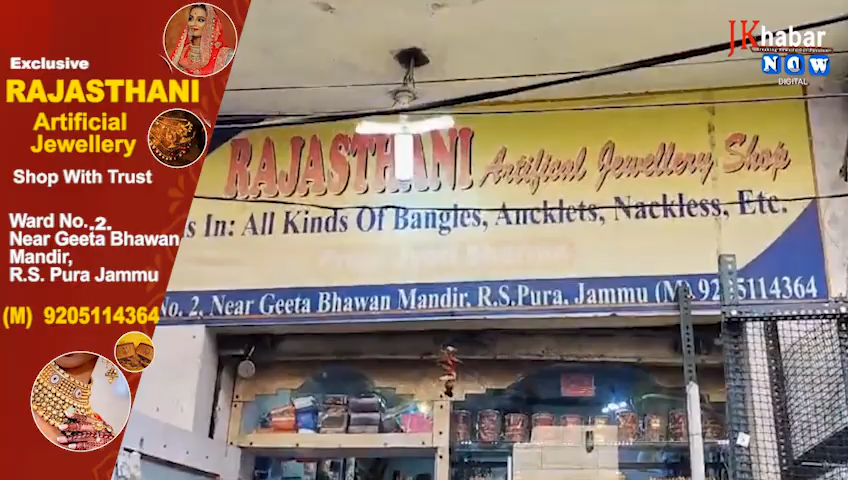 Exclusive
RAJASTHANI
Artificial
Jewellery
Shop With Trust
Ward No..2.
Near Geeta Bhawan
Mandir,
R.S. Pura Jammu
(M) 9205114364
JKhabar
NOW
DIGITAL
RAJASTHANI Artifical Jewellery Shop
s In: All Kinds Of Bangles, Ancklets, Nackless, Etc.
No. 2, Near Geeta Bhawan Mandir, R.S.Pura, Jammu (M) 9205114364